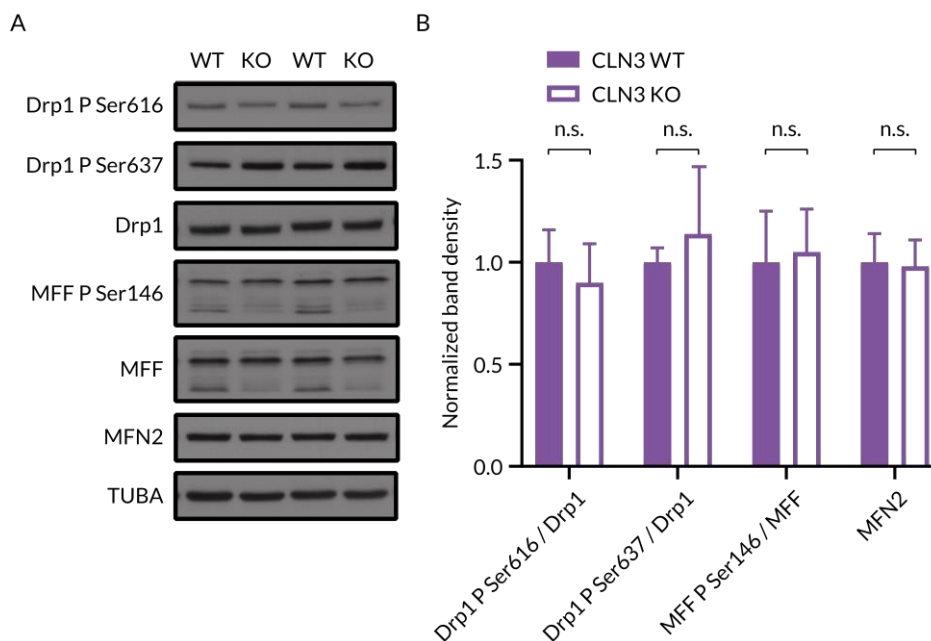 A
WT KO WT KO
Drp1 P Ser616
Drp1 P Ser637
Drp1
MFF P Ser146
MFF
MFN2
TUBA
B
CLN3 WT
CLN3 KO
n.s. n.s. n.s. n.s.
Normalized band density
1.5
1.0
0.5
0.0
Drp1 P Ser616 / Drp1
Drp1 P Ser637 / Drp1
MFF P Ser146 / MFF
MFN2